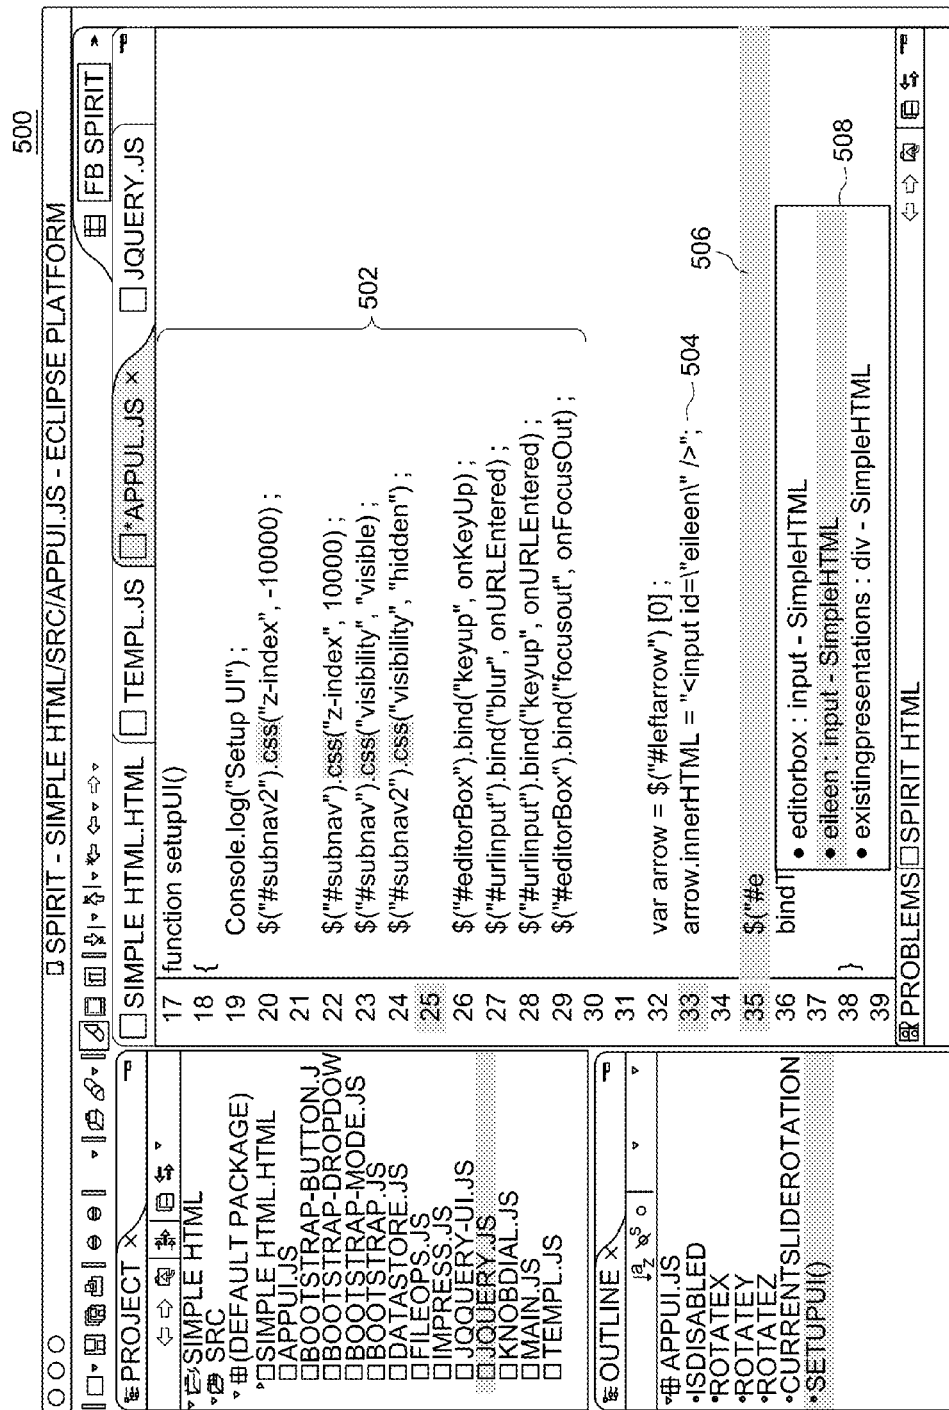 500
SPIRIT - SIMPLE HTML/SRC/APPUI.JS - ECLIPSE PLATFORM
FB SPIRIT
PROJECT ×
SIMPLE HTML
SRC
(DEFAULT PACKAGE)
SIMPLE HTML.HTML
APPUI.JS
BOOTSTRAP-BUTTON.J
BOOTSTRAP-DROPDOW
BOOTSTRAP-MODE.JS
BOOTSTRAP.JS
DATASTORE.JS
FILEOPS.JS
IMPRESS.JS
JQQUERY-UI.JS
JQUERY.JS
KNOBDIAL.JS
MAIN.JS
TEMPL.JS
OUTLINE ×
a z S
APPUI.JS
ISDISABLED
ROTATEX
ROTATEY
ROTATEZ
CURRENTSLIDEROTATION
SETUPUI()
SIMPLE HTML.HTML TEMPL.JS *APPUI.JS × JQUERY.JS
17 function setupUI()
18 {
19 Console.log("Setup UI") ;
20 $("#subnav2").css("z-index", -10000) ;
21
22 $("#subnav").css("z-index", 10000) ;
23 $("#subnav").css("visibility", "visible) ;
24 $("#subnav2").css("visibility", "hidden") ;
25
26 $("#editorBox").bind("keyup", onKeyUp) ;
27 $("#urlinput").bind("blur", onURLEntered) ;
28 $("#urlinput").bind("keyup", onURLEntered) ;
29 $("#editorBox").bind("focusout", onFocusOut) ;
30
31
32 var arrow = $("#leftarrow") [0] ;
33 arrow.innerHTML = "<input id=\"eileen\" />";
34
35 $("#e
36 bindT
37
38 }
39
502
504
506
• editorbox : input - SimpleHTML
• eileen : input - SimpleHTML
• existingpresentations : div - SimpleHTML
508
PROBLEMS SPIRIT HTML